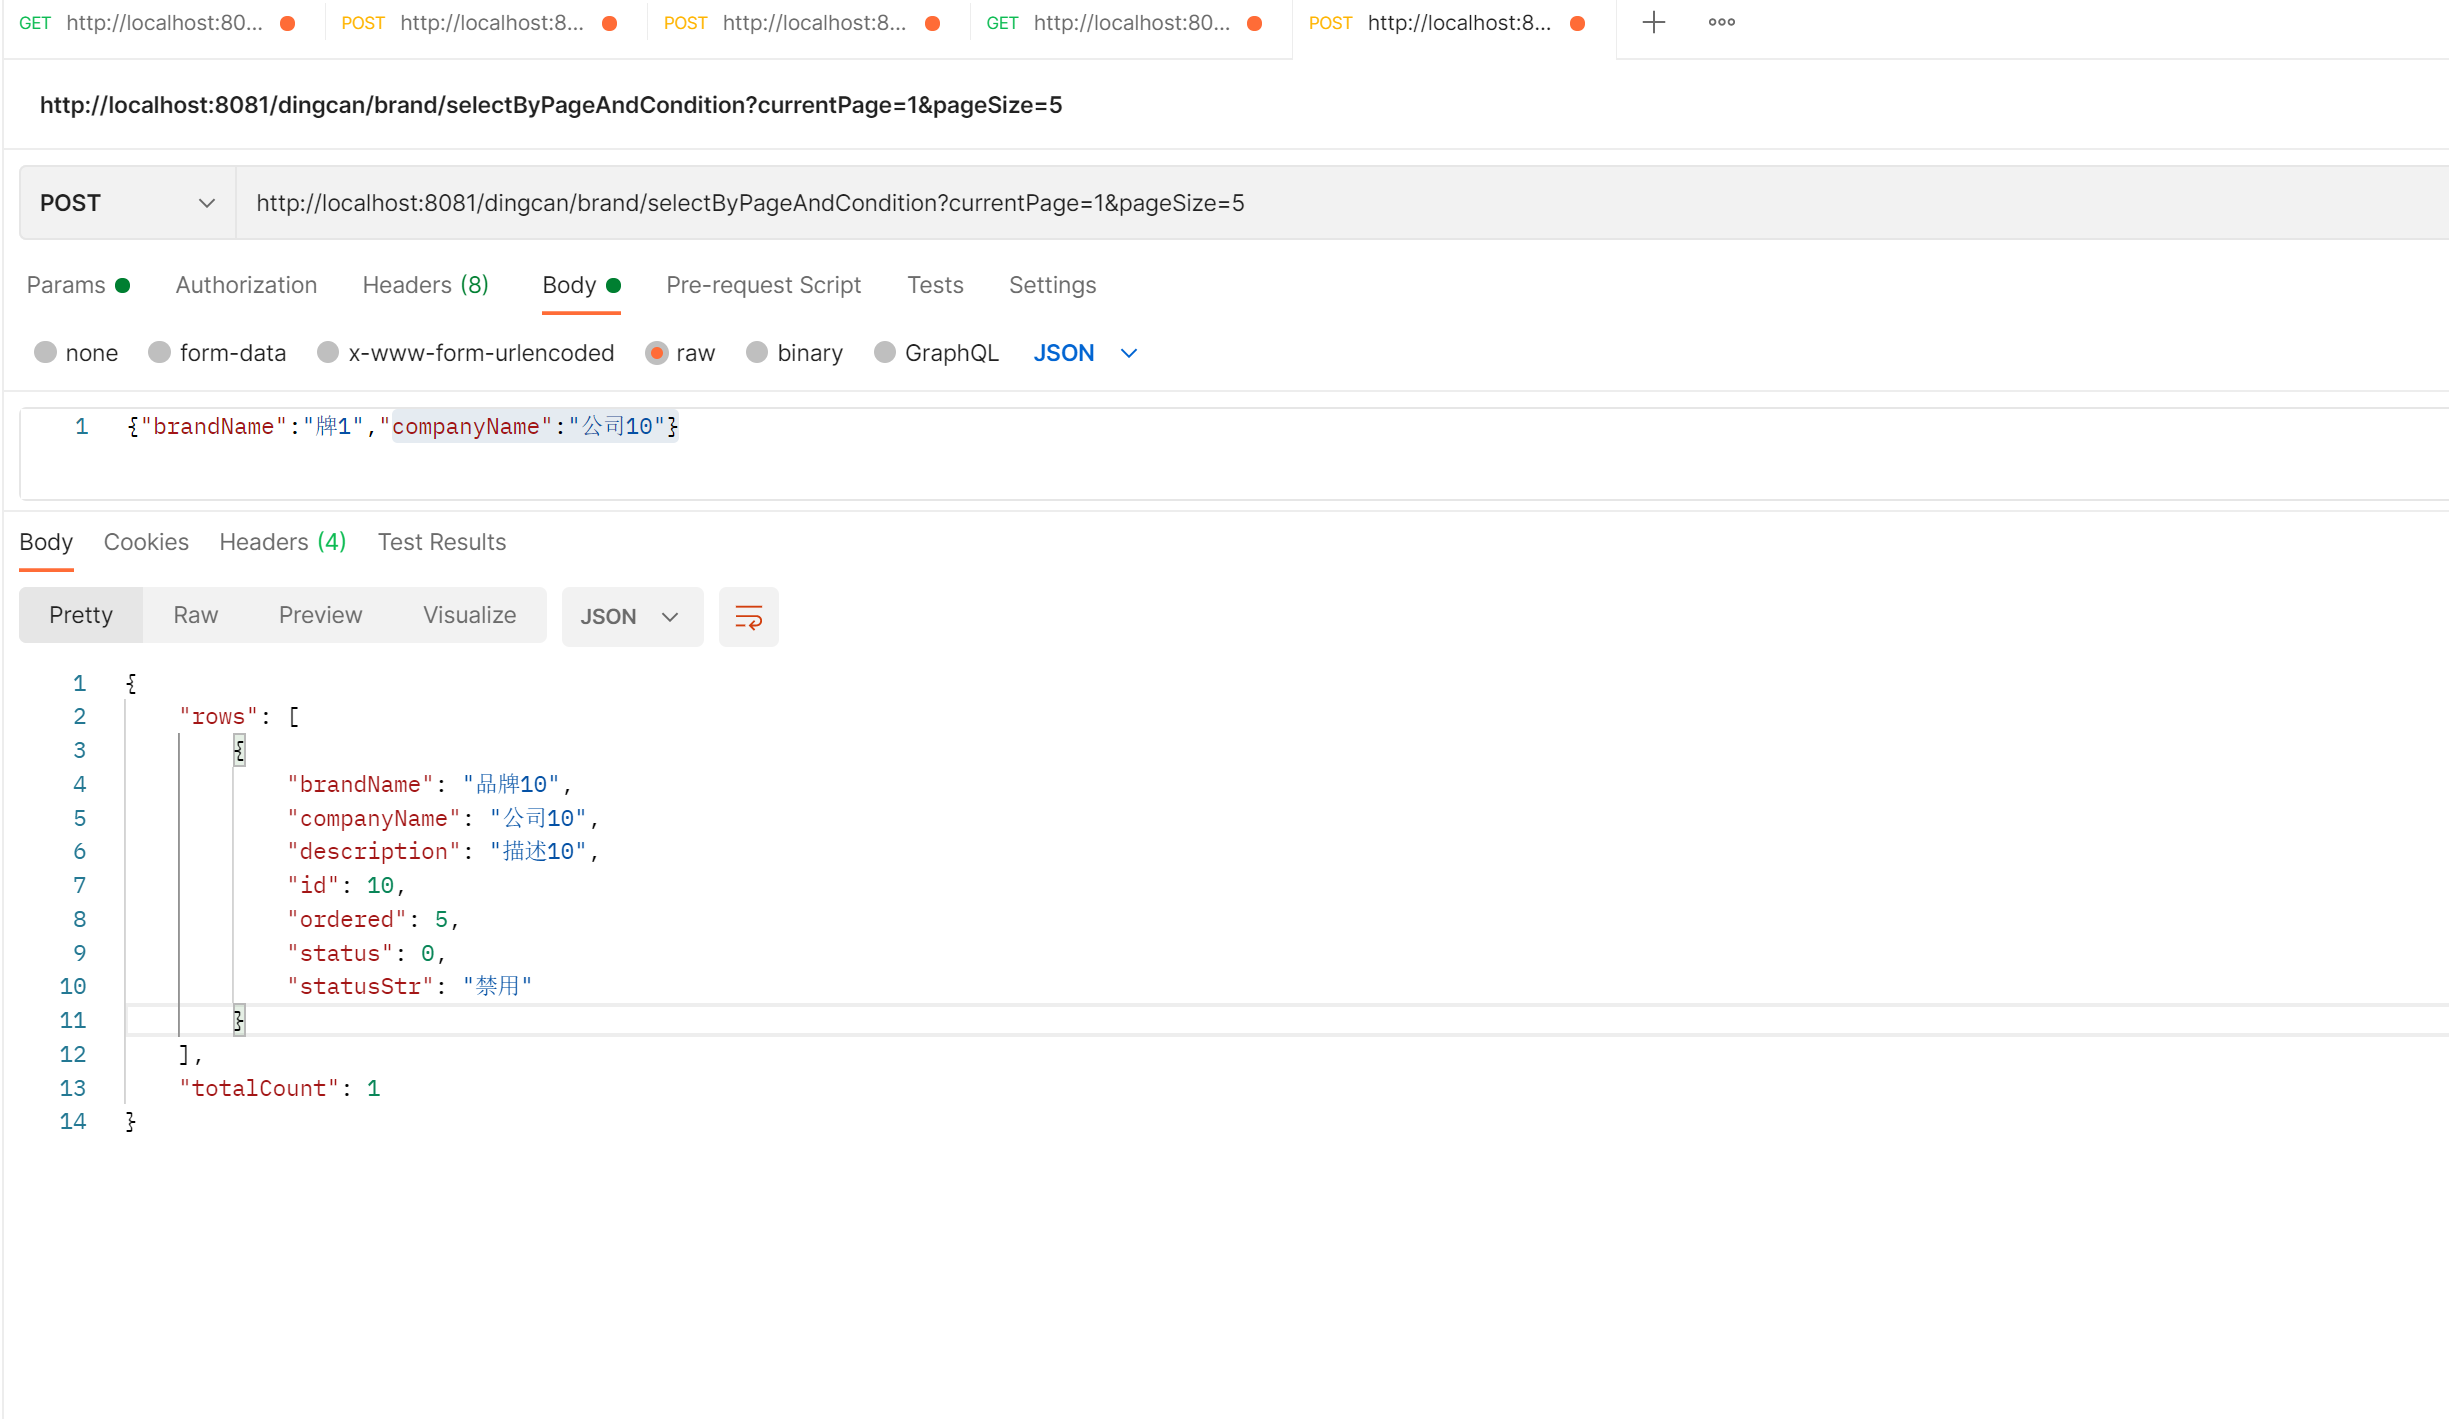 GET http://localhost:80... POST http://localhost:8... POST http://localhost:8... GET http://localhost:80... POST http://localhost:8...
http://localhost:8081/dingcan/brand/selectByPageAndCondition?currentPage=1&pageSize=5
POST http://localhost:8081/dingcan/brand/selectByPageAndCondition?currentPage=1&pageSize=5
Params Authorization Headers (8) Body Pre-request Script Tests Settings
none form-data x-www-form-urlencoded raw binary GraphQL JSON
1 {"brandName":"牌1","companyName":"公司10"}
Body Cookies Headers (4) Test Results
Pretty Raw Preview Visualize JSON
1 {
2 "rows": [
3 {
4 "brandName": "品牌10",
5 "companyName": "公司10",
6 "description": "描述10",
7 "id": 10,
8 "ordered": 5,
9 "status": 0,
10 "statusStr": "禁用"
11 }
12 ],
13 "totalCount": 1
14 }